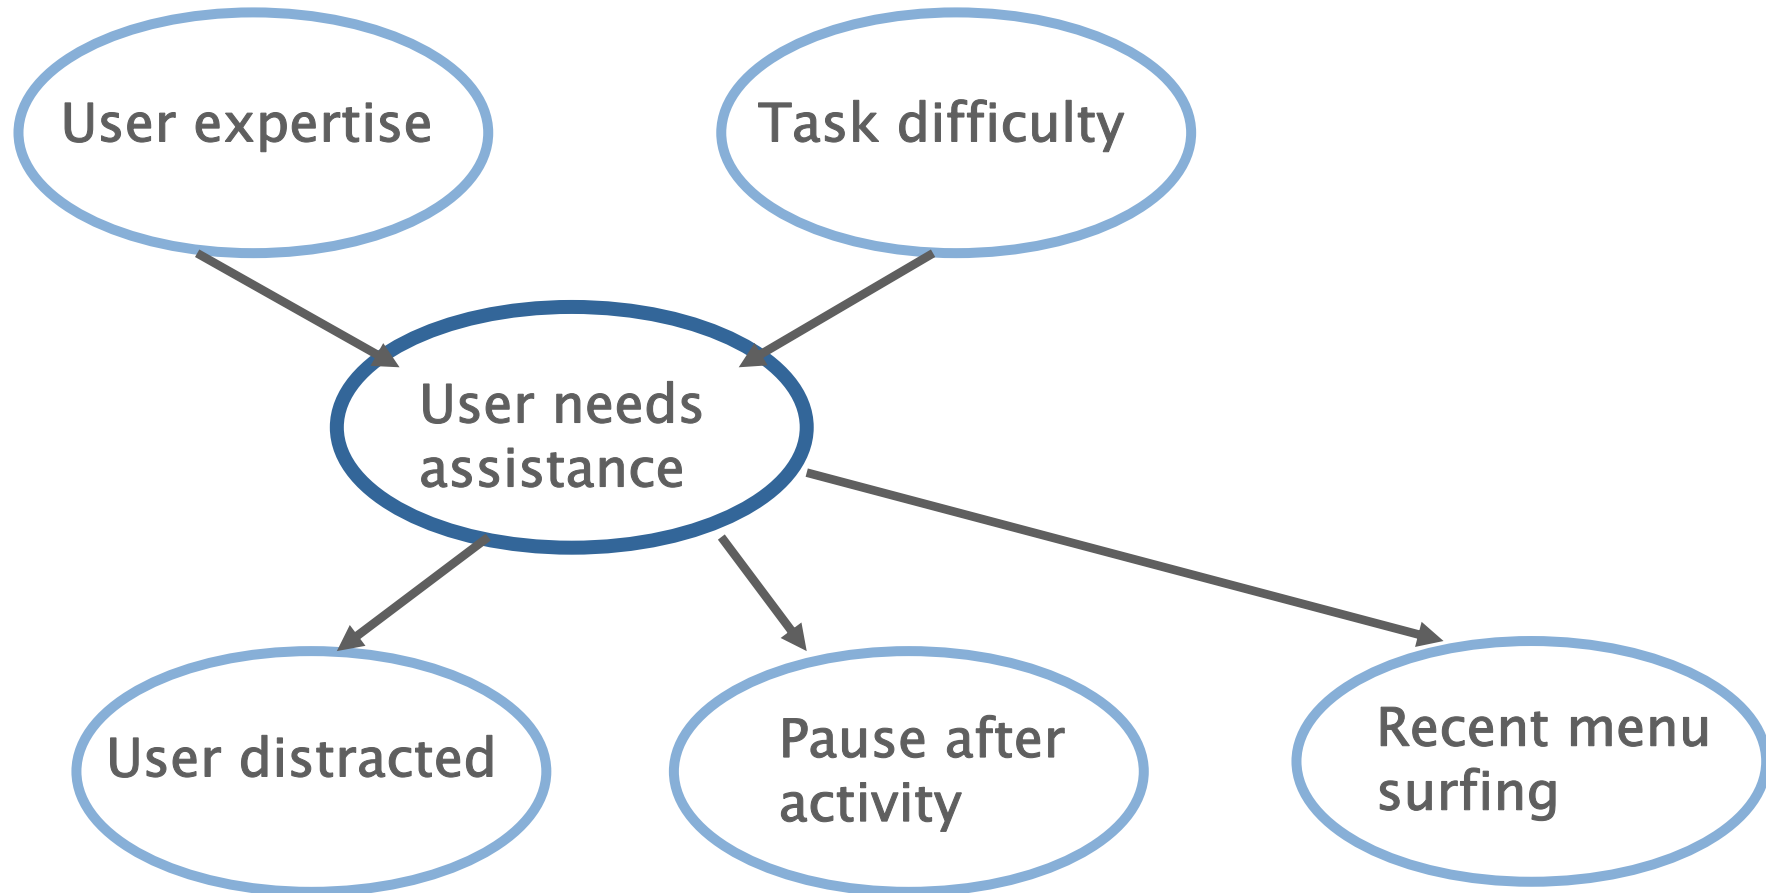 User expertise
Task difficulty
User needs
assistance
User distracted
Pause after
activity
Recent menu
surfing